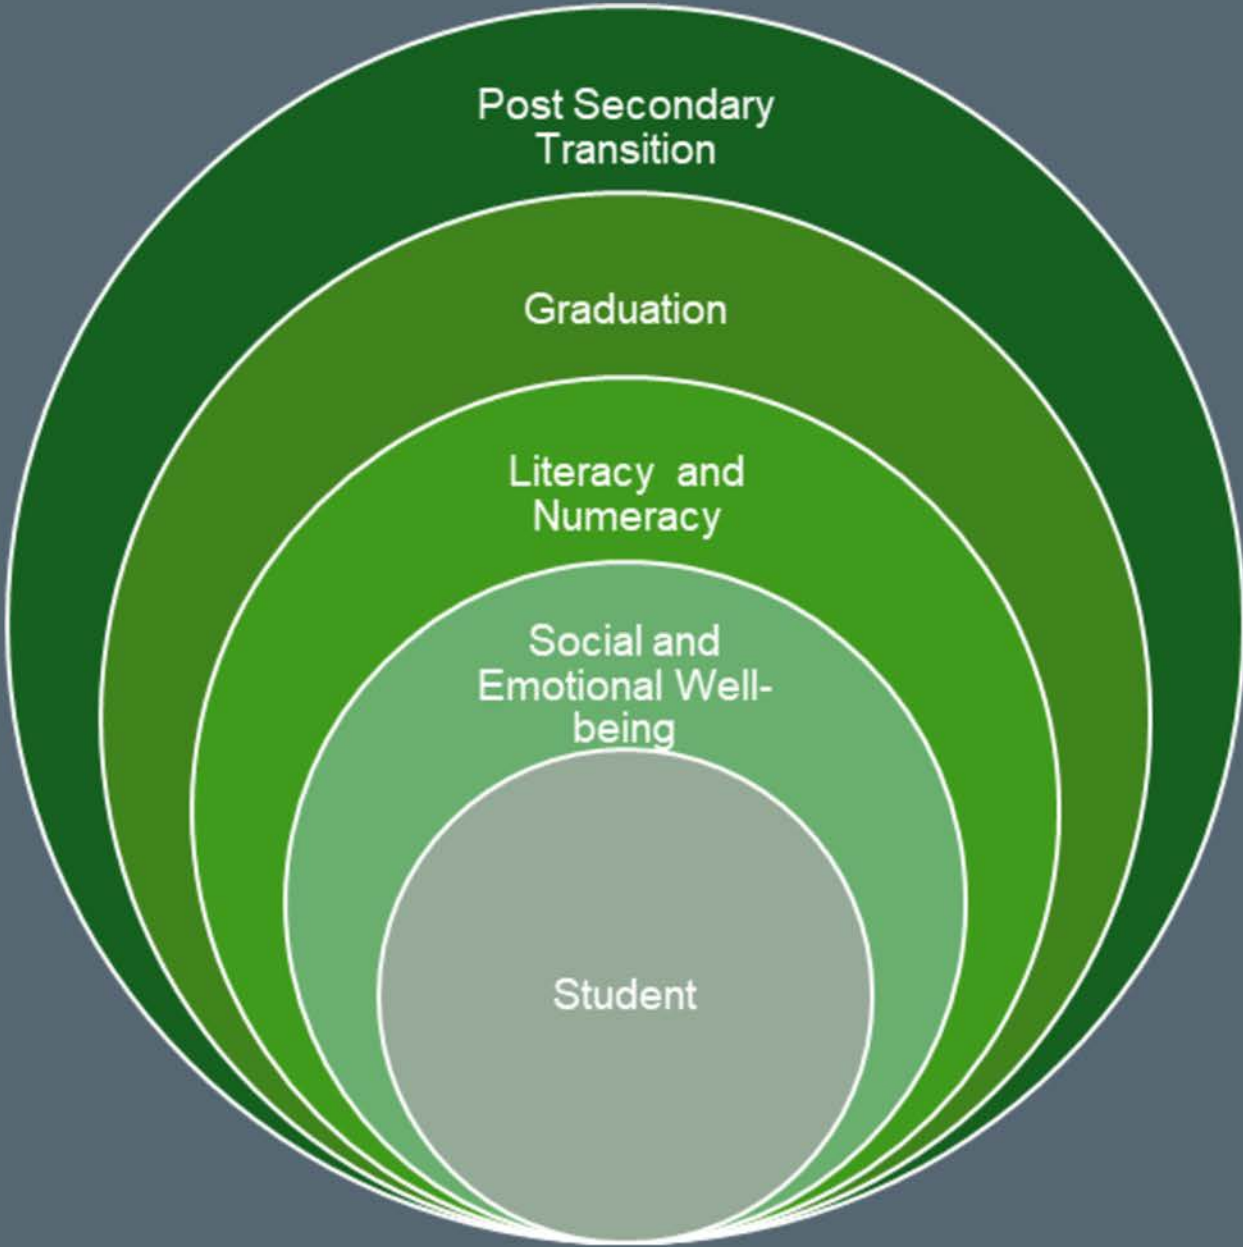 Post Secondary
Transition
Graduation
Literacy and
Numeracy
Social and
Emotional Well-
being
Student